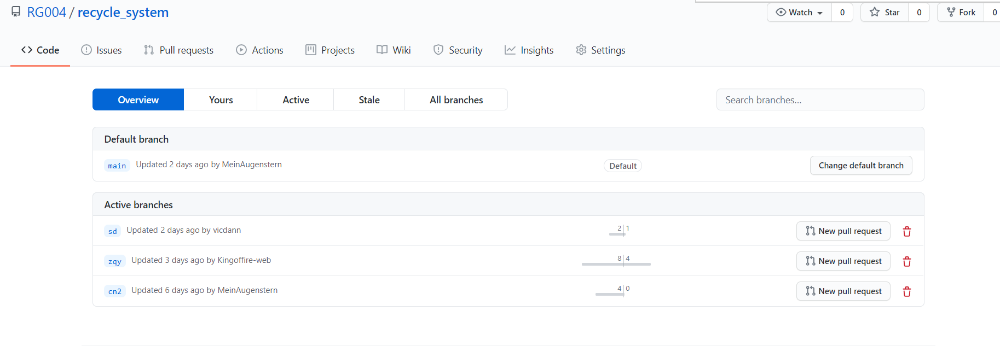 RG004 / recycle_system
Watch 0 Star 0 Fork 0
Code Issues Pull requests Actions Projects Wiki Security Insights Settings
Overview Yours Active Stale All branches Search branches...
Default branch
main Updated 2 days ago by MeinAugenstern Default Change default branch
Active branches
sd Updated 2 days ago by vicdann 2 1 New pull request
zqy Updated 3 days ago by Kingoffire-web 8 4 New pull request
cn2 Updated 6 days ago by MeinAugenstern 4 0 New pull request